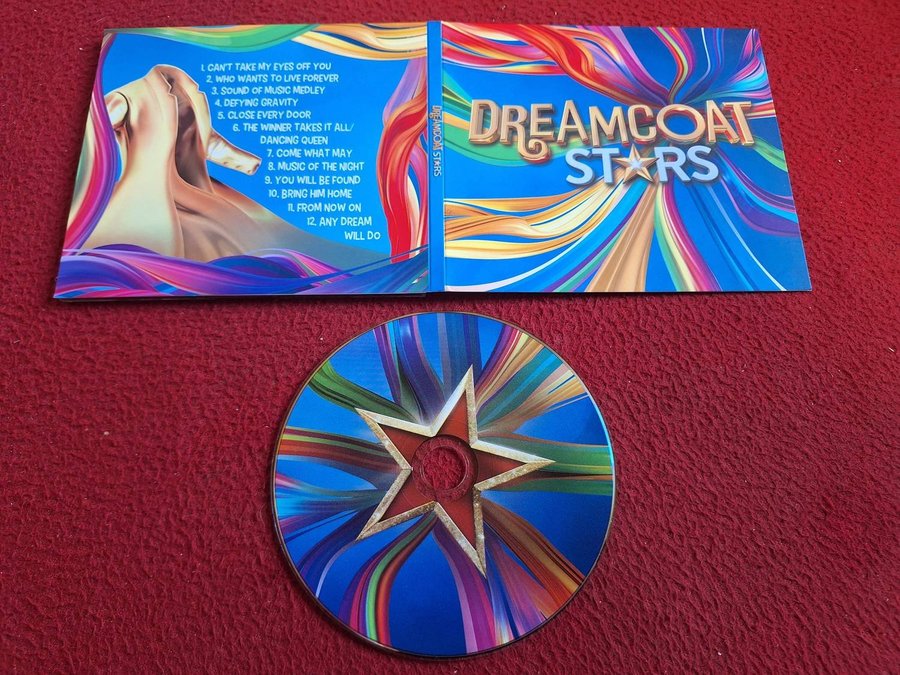 1. CAN'T TAKE MY EYES OFF YOU
2. WHO WANTS TO LIVE FOREVER
3. SOUND OF MUSIC MEDLEY
4. DEFYING GRAVITY
5. CLOSE EVERY DOOR
6. THE WINNER TAKES IT ALL/
DANCING QUEEN
7. COME WHAT MAY
8. MUSIC OF THE NIGHT
9. YOU WILL BE FOUND
10. BRING HIM HOME
11. FROM NOW ON
12. ANY DREAM
WILL DO
DREAMCOAT STARS
DREAMCOAT
STARS